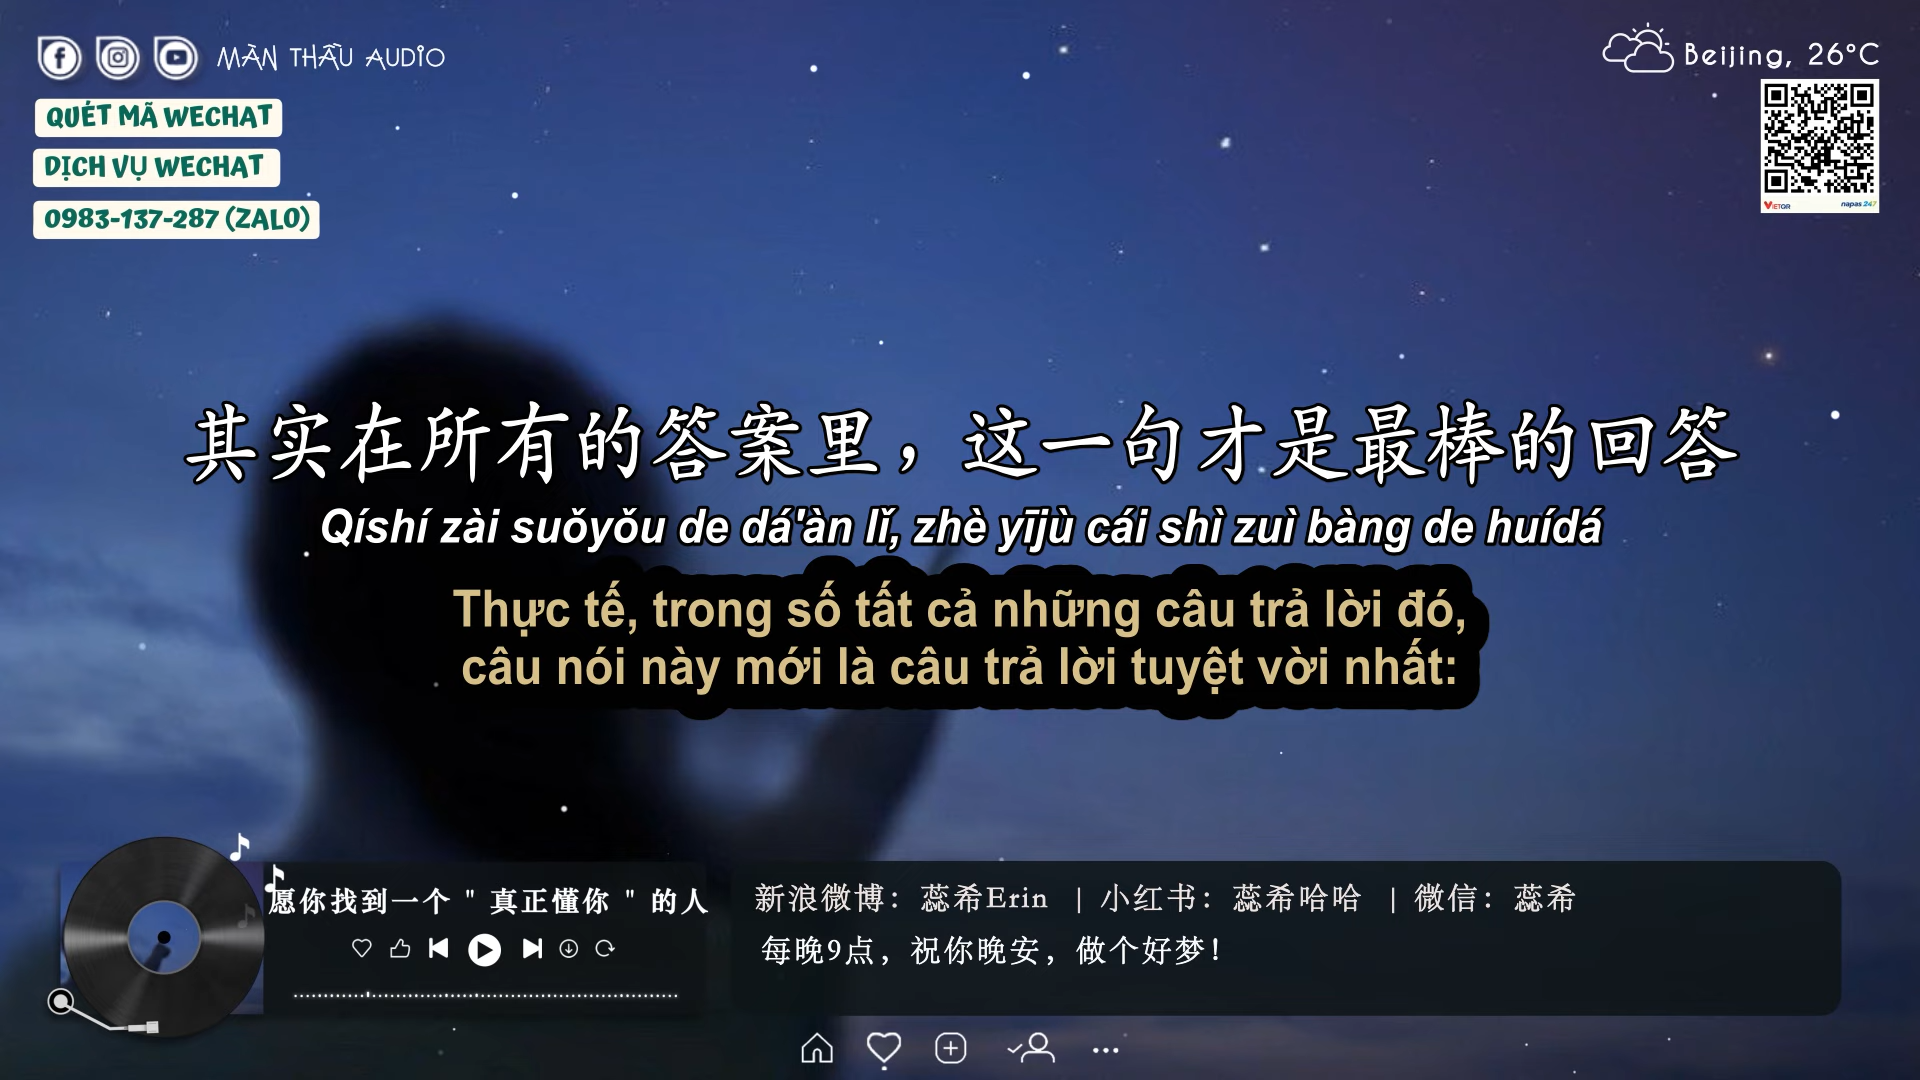 MÀN THẦU AUDIO
Beijing, 26°C
QUÉT MÃ WECHAT
DỊCH VỤ WECHAT
0983-137-287 (ZALO)
VIETQR
napas 247
其实在所有的答案里，这一句才是最棒的回答
Qíshí zài suǒyǒu de dá'àn lǐ, zhè yījù cái shì zuì bàng de huídá
Thực tế, trong số tất cả những câu trả lời đó,
câu nói này mới là câu trả lời tuyệt vời nhất:
愿你找到一个 " 真正懂你 " 的人
新浪微博：蕊希Erin | 小红书：蕊希哈哈 | 微信：蕊希
每晚9点，祝你晚安，做个好梦！